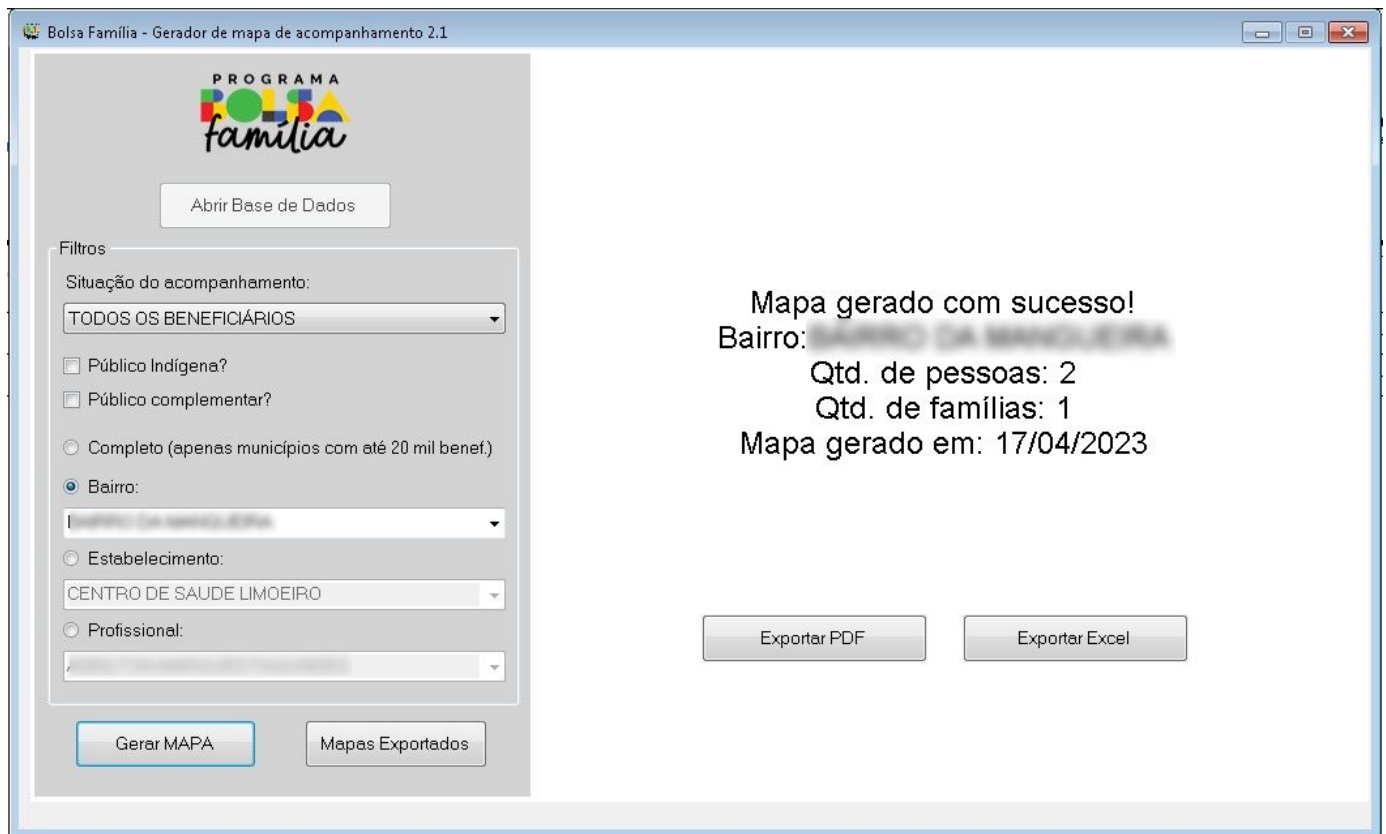 Bolsa Família - Gerador de mapa de acompanhamento 2.1
PROGRAMA
BOLSA
família
Abrir Base de Dados
Filtros
Situação do acompanhamento:
TODOS OS BENEFICIÁRIOS
Público Indígena?
Público complementar?
Completo (apenas municípios com até 20 mil benef.)
Bairro:
Estabelecimento:
CENTRO DE SAUDE LIMOEIRO
Profissional:
Gerar MAPA
Mapas Exportados
Mapa gerado com sucesso!
Bairro:
Qtd. de pessoas: 2
Qtd. de famílias: 1
Mapa gerado em: 17/04/2023
Exportar PDF
Exportar Excel